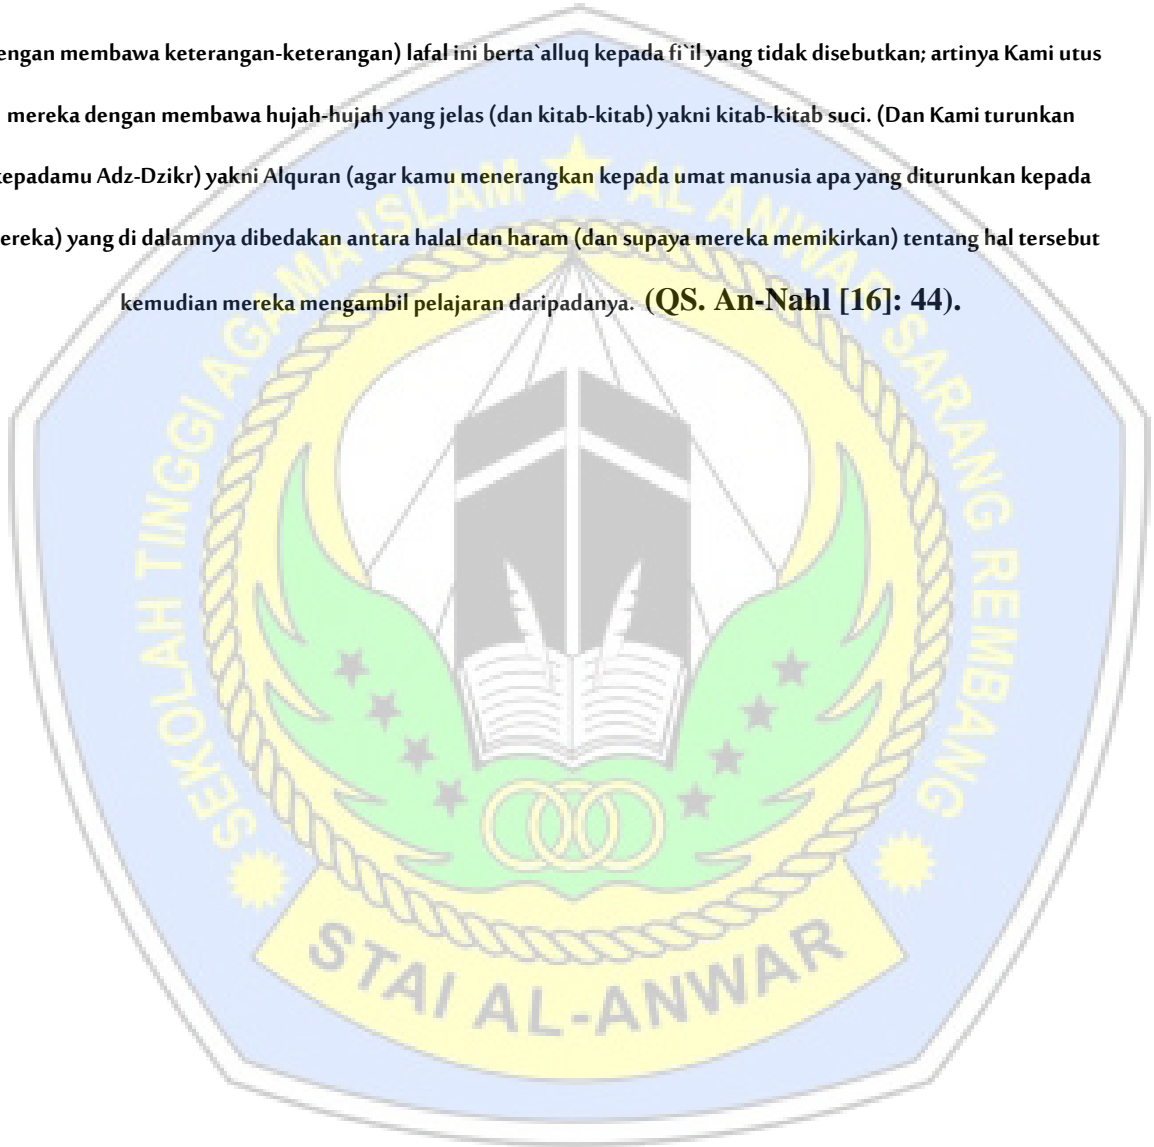 engan membawa keterangan-keterangan) lafal ini berta`alluq kepada fi`il yang tidak disebutkan; artinya Kami utus
mereka dengan membawa hujah-hujah yang jelas (dan kitab-kitab) yakni kitab-kitab suci. (Dan Kami turunkan
kepadamu Adz-Dzikr) yakni Alquran (agar kamu menerangkan kepada umat manusia apa yang diturunkan kepada
ereka) yang di dalamnya dibedakan antara halal dan haram (dan supaya mereka memikirkan) tentang hal tersebut
kemudian mereka mengambil pelajaran daripadanya. (QS. An-Nahl [16]: 44).
SEKOLAH TINGGI AGAMA ISLAM ★ AL ANWAR SARANG REMBANG
STAI AL-ANWAR